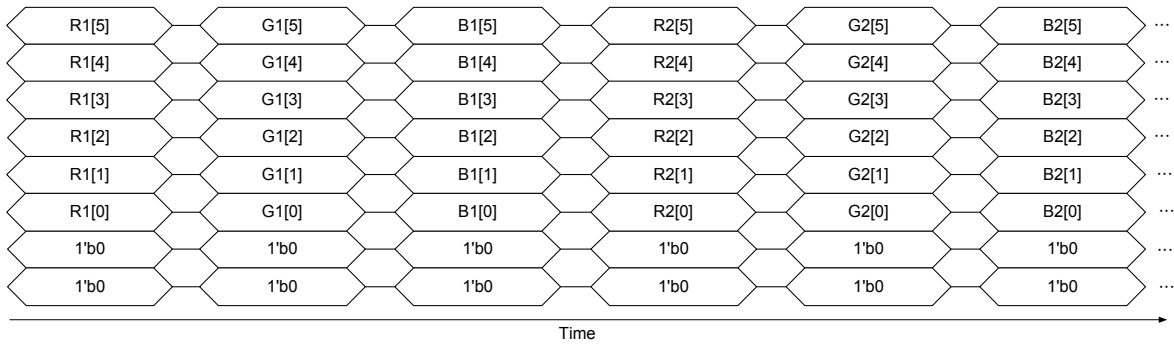 R1[5] G1[5] B1[5] R2[5] G2[5] B2[5] ...
R1[4] G1[4] B1[4] R2[4] G2[4] B2[4] ...
R1[3] G1[3] B1[3] R2[3] G2[3] B2[3] ...
R1[2] G1[2] B1[2] R2[2] G2[2] B2[2] ...
R1[1] G1[1] B1[1] R2[1] G2[1] B2[1] ...
R1[0] G1[0] B1[0] R2[0] G2[0] B2[0] ...
1'b0 1'b0 1'b0 1'b0 1'b0 1'b0 ...
1'b0 1'b0 1'b0 1'b0 1'b0 1'b0 ...
Time